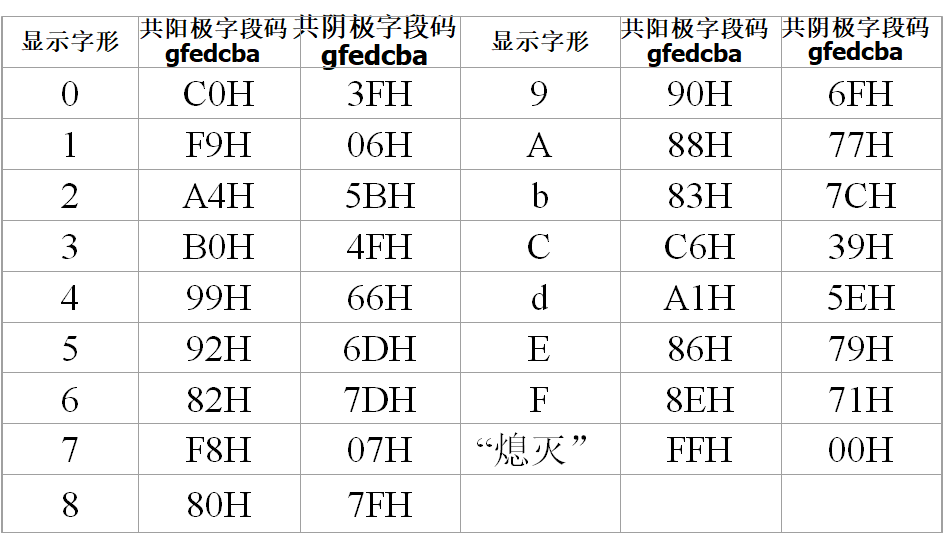 显示字形 共阳极字段码 gfedcba 共阴极字段码 gfedcba 显示字形 共阳极字段码 gfedcba 共阴极字段码 gfedcba
0 C0H 3FH 9 90H 6FH
1 F9H 06H A 88H 77H
2 A4H 5BH b 83H 7CH
3 B0H 4FH C C6H 39H
4 99H 66H d A1H 5EH
5 92H 6DH E 86H 79H
6 82H 7DH F 8EH 71H
7 F8H 07H “熄灭” FFH 00H
8 80H 7FH